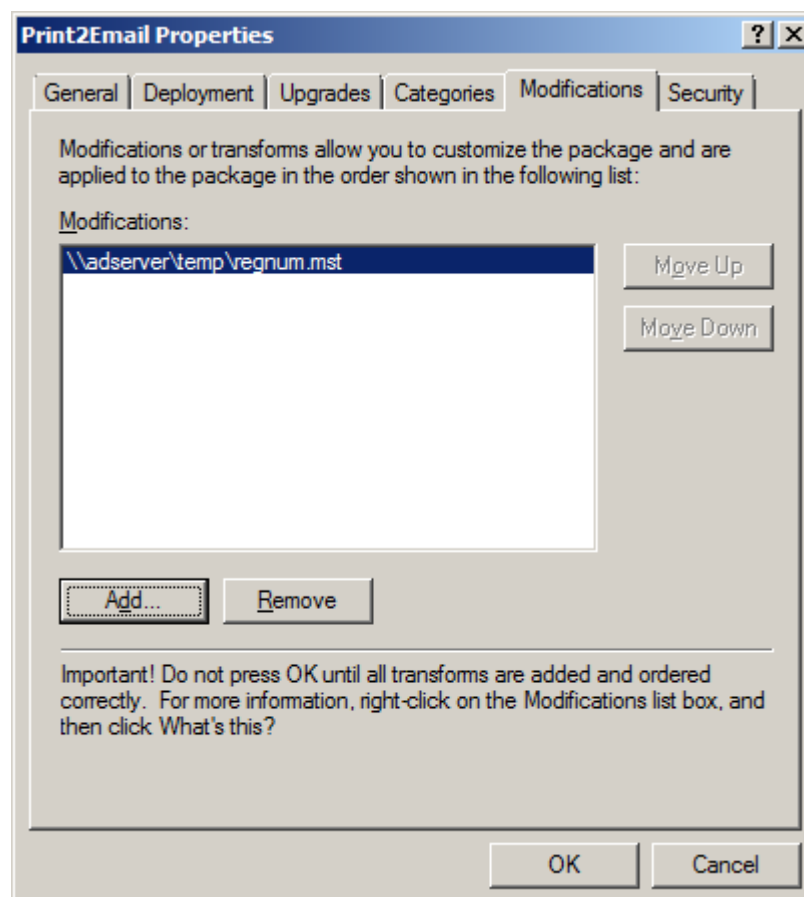 Print2Email Properties
General Deployment Upgrades Categories Modifications Security
Modifications or transforms allow you to customize the package and are
applied to the package in the order shown in the following list:
Modifications:
\\adserver\temp\regnum.mst
Move Up
Move Down
Add... Remove
Important! Do not press OK until all transforms are added and ordered
correctly. For more information, right-click on the Modifications list box, and
then click What's this?
OK Cancel